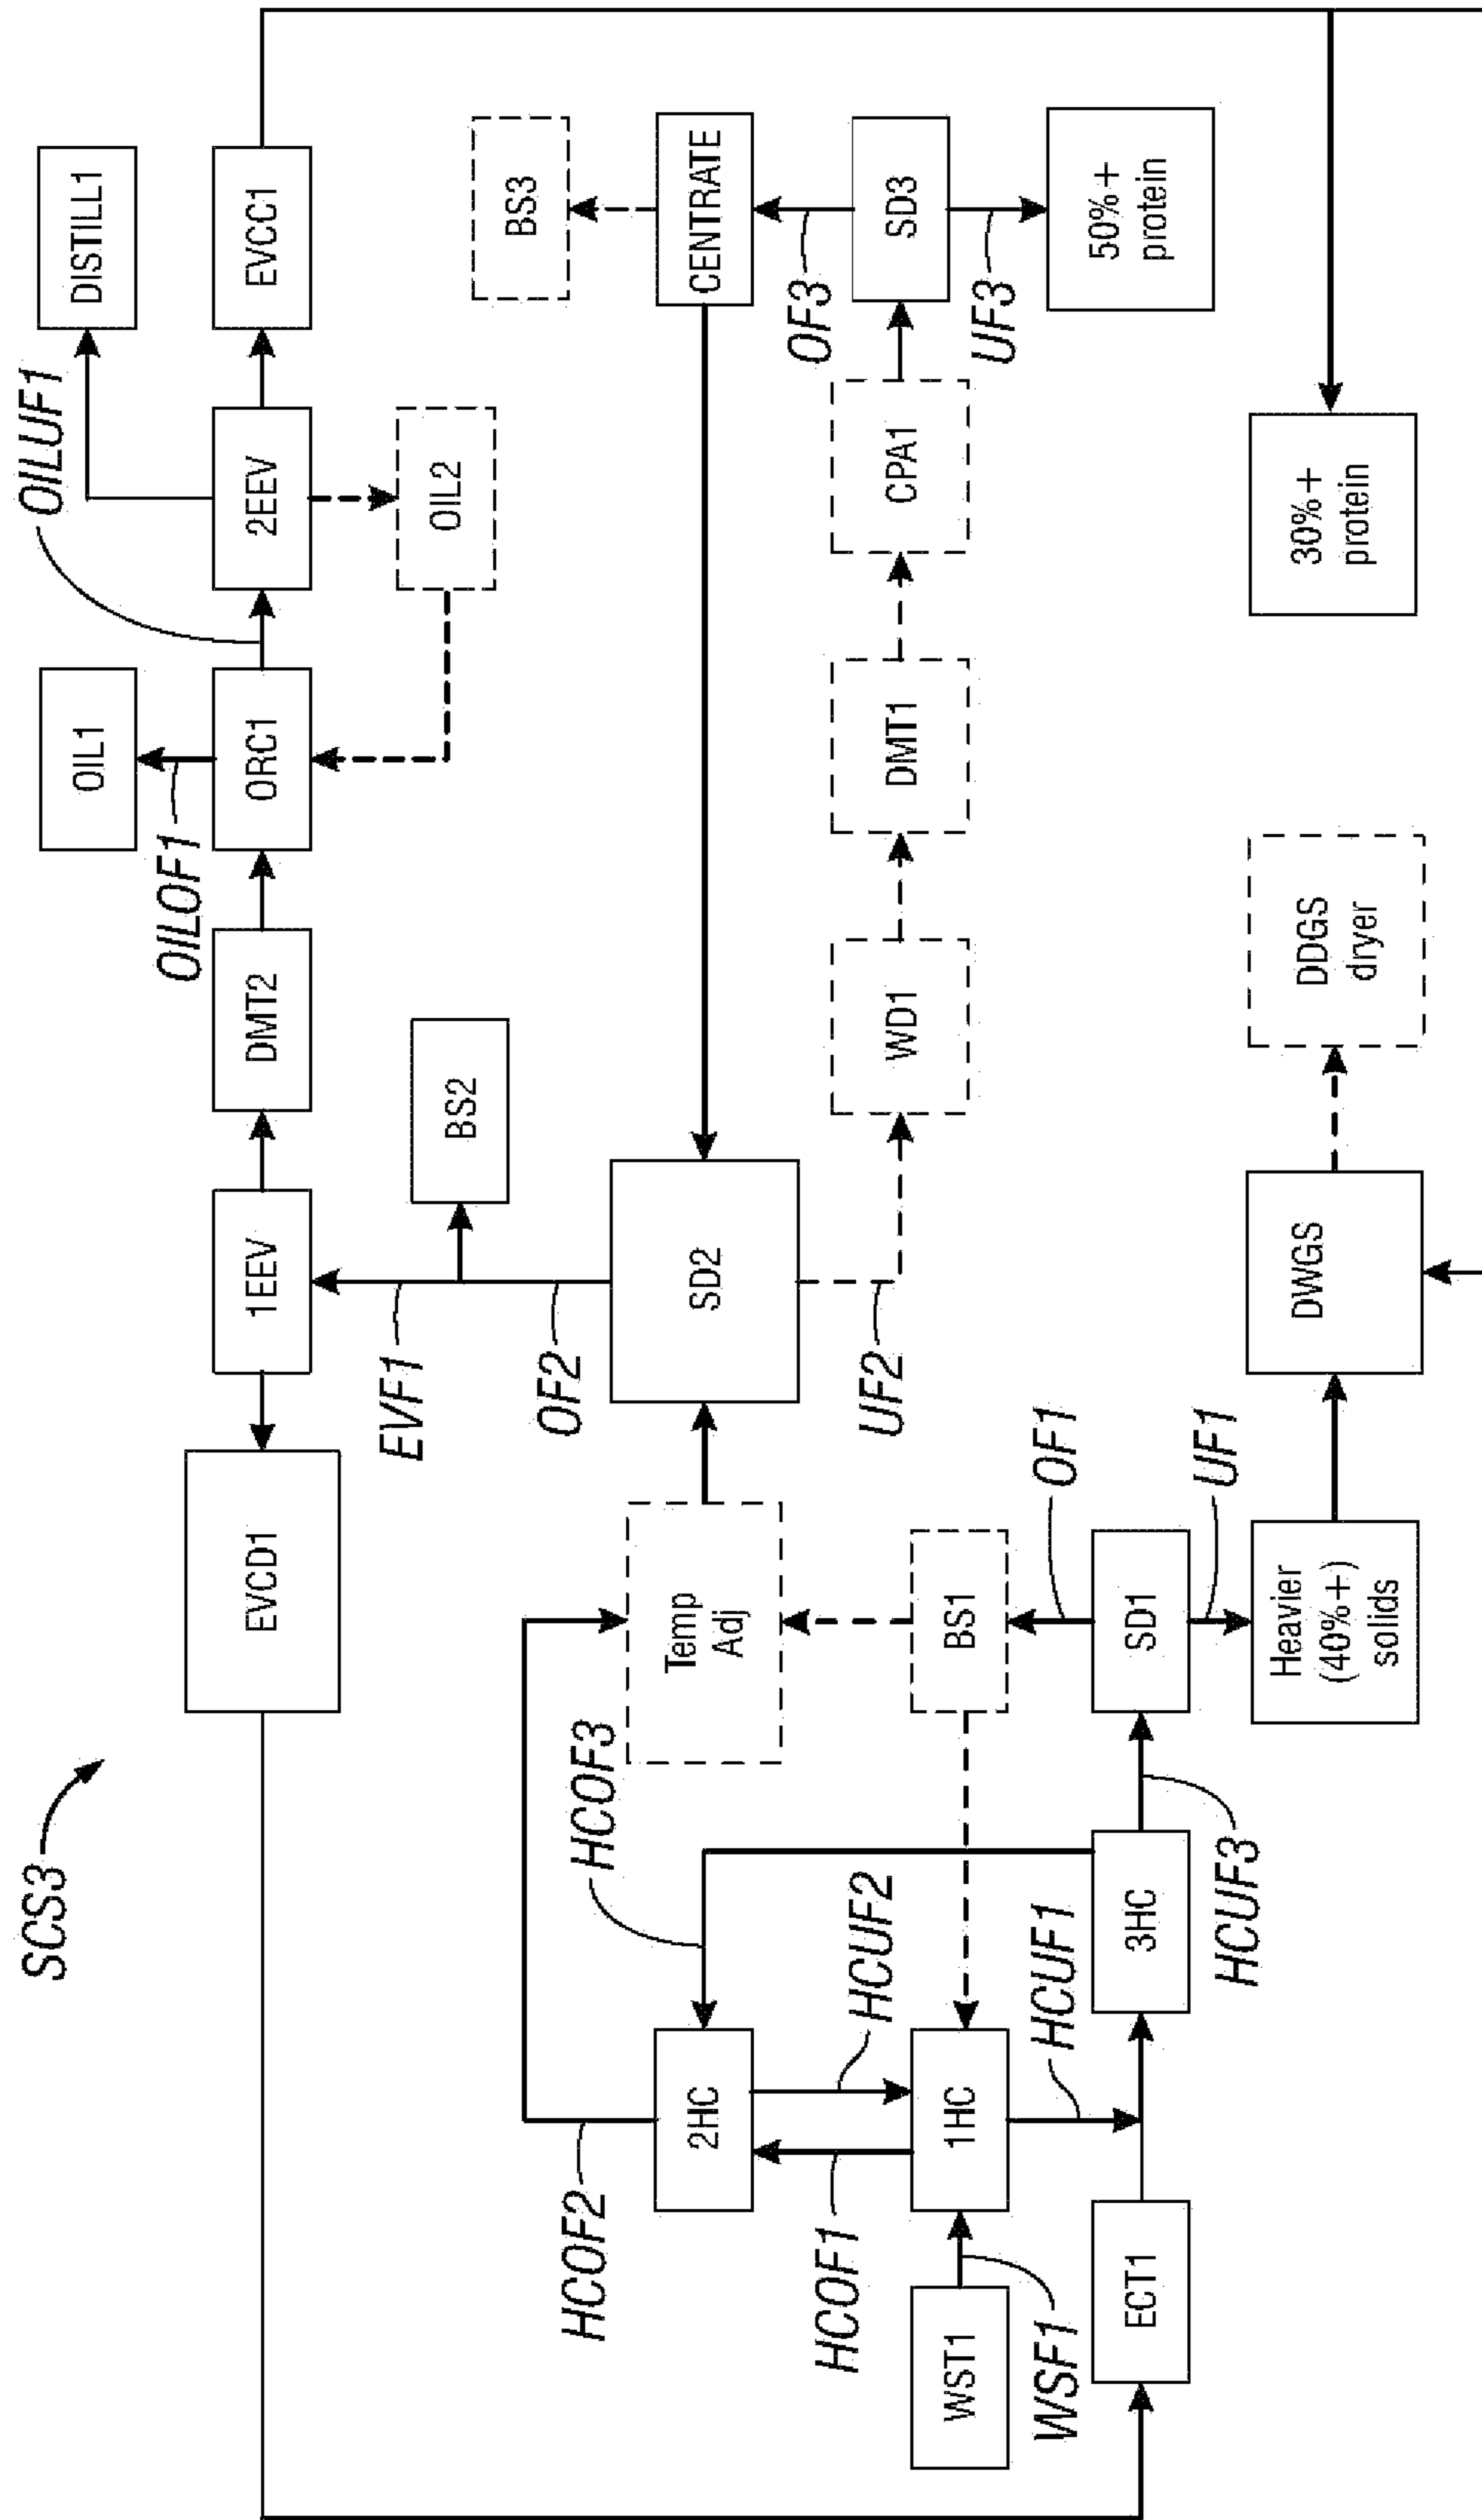 SCS3
EVCD1
1EEV
DMT2
OILOF1
OIL1
ORC1
OILUF1
2EEV
DISTILL1
EVCC1
OIL2
EVF1
BS2
OF2
BS3
HCOF2
HCOF3
Temp
Adj
SD2
CENTRATE
2HC
HCOF1
HCUF2
UF2
WD1
DMT1
CPA1
OF3
SD3
UF3
50%+
protein
WST1
WSF1
1HC
HCUF1
BS1
OF1
ECT1
3HC
HCUF3
SD1
UF1
Heavier
(40%+)
solids
DWGS
DDGS
dryer
30%+
protein